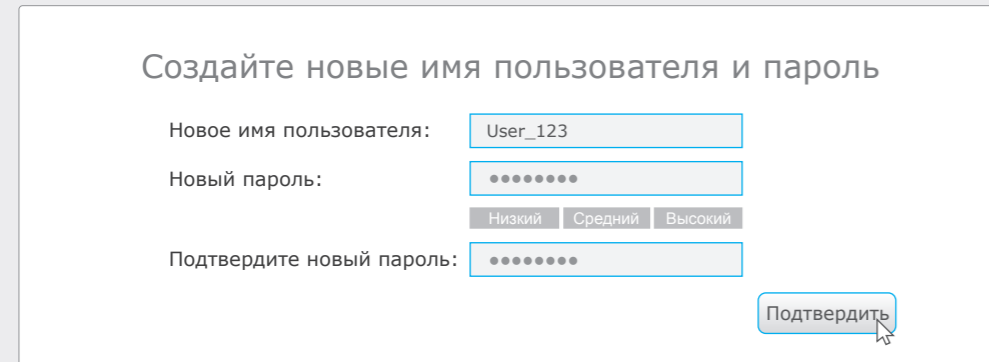 Создайте новые имя пользователя и пароль
Новое имя пользователя: User_123
Новый пароль: ••••••••
Низкий Средний Высокий
Подтвердите новый пароль: ••••••••
Подтвердить